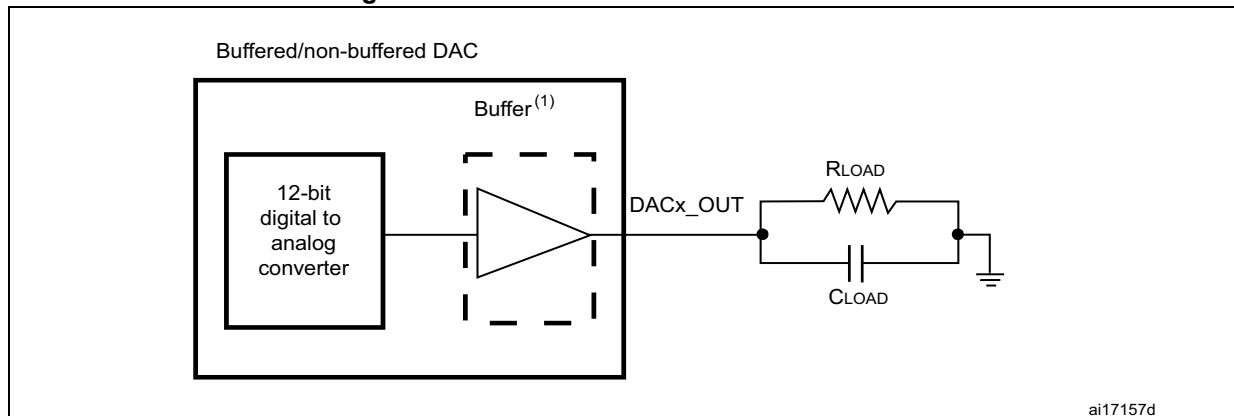 Buffered/non-buffered DAC
Buffer(1)
12-bit
digital to
analog
converter
DACx_OUT
RLOAD
CLOAD
ai17157d